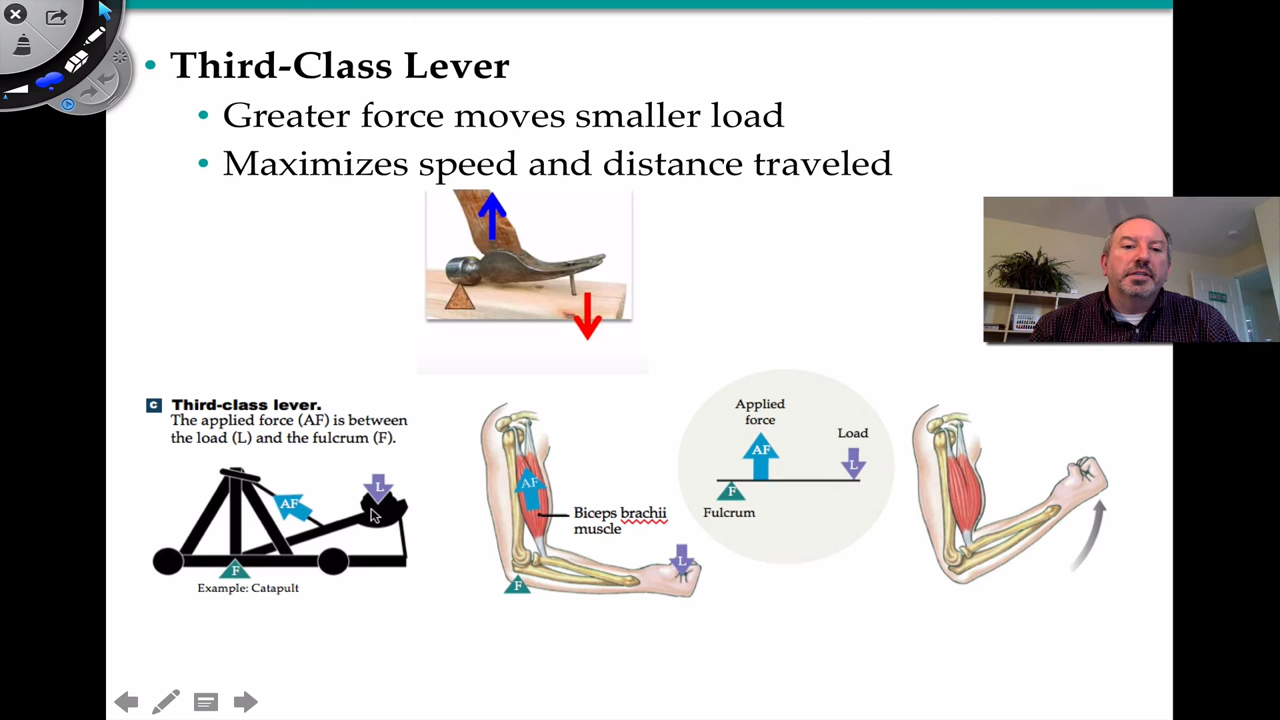 Third-Class Lever
Greater force moves smaller load
Maximizes speed and distance traveled
C Third-class lever.
The applied force (AF) is between
the load (L) and the fulcrum (F).
AF
L
F
Example: Catapult
AF
Biceps brachii
muscle
L
F
Applied
force
Load
AF
L
F
Fulcrum